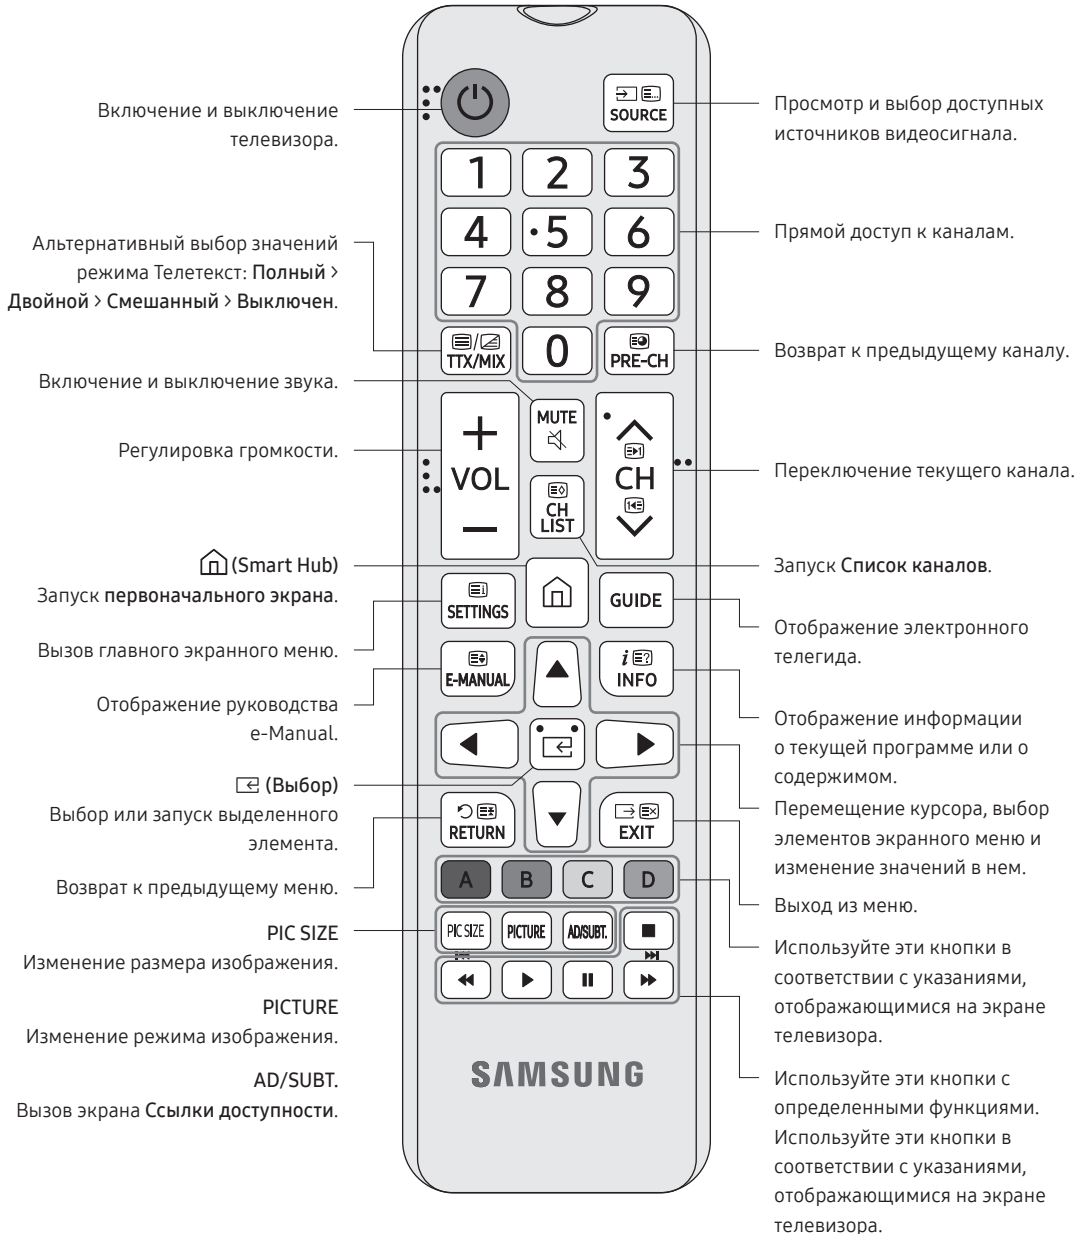 Включение и выключение
телевизора.
Альтернативный выбор значений
режима Телетекст: Полный >
Двойной > Смешанный > Выключен.
Включение и выключение звука.
Регулировка громкости.
(Smart Hub)
Запуск первоначального экрана.
Вызов главного экранного меню.
Отображение руководства
e-Manual.
(Выбор)
Выбор или запуск выделенного
элемента.
Возврат к предыдущему меню.
PIC SIZE
Изменение размера изображения.
PICTURE
Изменение режима изображения.
AD/SUBT.
Вызов экрана Ссылки доступности.
SOURCE
1 2 3
4 5 6
7 8 9
TTX/MIX 0 PRE-CH
MUTE
VOL
CH
CH
LIST
SETTINGS
GUIDE
E-MANUAL
i
INFO
RETURN
EXIT
A B C D
PIC SIZE PICTURE AD/SUBT.
SAMSUNG
Просмотр и выбор доступных
источников видеосигнала.
Прямой доступ к каналам.
Возврат к предыдущему каналу.
Переключение текущего канала.
Запуск Список каналов.
Отображение электронного
телегида.
Отображение информации
о текущей программе или о
содержимом.
Перемещение курсора, выбор
элементов экранного меню и
изменение значений в нем.
Выход из меню.
Используйте эти кнопки в
соответствии с указаниями,
отображающимися на экране
телевизора.
Используйте эти кнопки с
определенными функциями.
Используйте эти кнопки в
соответствии с указаниями,
отображающимися на экране
телевизора.